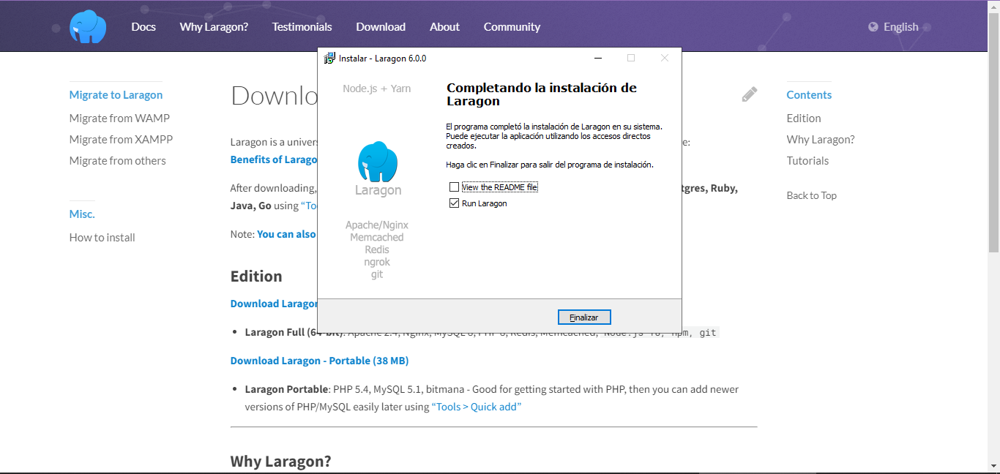 Docs
Why Laragon?
Testimonials
Download
About
Community
English
Migrate to Laragon
Migrate from WAMP
Migrate from XAMPP
Migrate from others
Misc.
How to install
Downlo
Laragon is a univer
e:
Benefits of Larago
After downloading,
tgres, Ruby,
Java, Go using “To
Note: You can also
Edition
Download Laragon
Laragon Full (64-bit): Apache 2.4, Nginx, MySQL 8, PHP 8, Redis, Memcached, Node.js 18, npm, git
Download Laragon - Portable (38 MB)
Laragon Portable: PHP 5.4, MySQL 5.1, bitmana - Good for getting started with PHP, then you can add newer
versions of PHP/MySQL easily later using “Tools > Quick add”
Why Laragon?
Instalar - Laragon 6.0.0
Node.js + Yarn
Laragon
Apache/Nginx
Memcached
Redis
ngrok
git
Completando la instalación de
Laragon
El programa completó la instalación de Laragon en su sistema.
Puede ejecutar la aplicación utilizando los accesos directos
creados.
Haga clic en Finalizar para salir del programa de instalación.
View the README file
Run Laragon
Finalizar
Contents
Edition
Why Laragon?
Tutorials
Back to Top